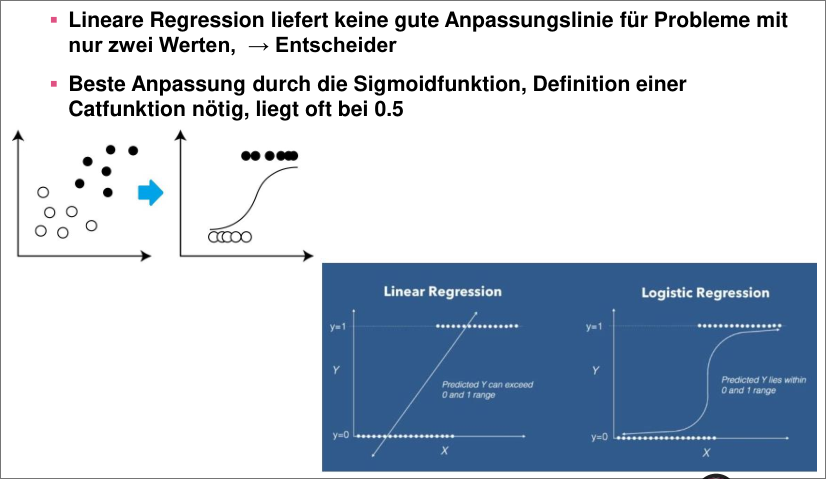 Lineare Regression liefert keine gute Anpassungslinie für Probleme mit
nur zwei Werten, → Entscheider
Beste Anpassung durch die Sigmoidfunktion, Definition einer
Catfunktion nötig, liegt oft bei 0.5
Linear Regression
y=1
Y
Predicted Y can exceed
0 and 1 range
y=0
X
Logistic Regression
y=1
Y
Predicted Y lies within
0 and 1 range
y=0
X